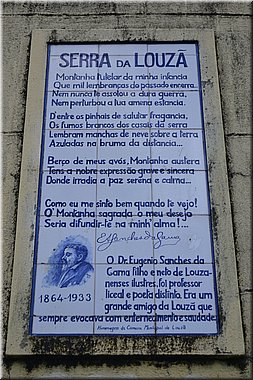 SERRA DA LOUZÃ
Montanha tutelar da minha infancia
Que mil lembranças do passado encerra...
Nem nunca te assolou a dura guerra,
Nem perturbou a tua amena estancia.
D'entre os pinhais de salutar fragancia,
Os fumos brancos dos casais da serra
Lembram manchas de neve sobre a terra
Azuladas na bruma da distancia...
Berço de meus avós, Montanha austera
Tens a nobre expressão grave e sincera
Donde irradia a paz serena e calma...
Como eu me sinto bem quando te vejo!
O' Montanha sagrada o meu desejo
Seria difundir-te na minh'alma!...
E Sanches da Gama
O Dr. Eugenio Sanches da
Gama filho e neto de Louza-
nenses ilustres, foi professor
liceal e poeta distinto. Era um
grande amigo da Louzã que
sempre evocava com enternecimento e saudade.
1864-1933
Homenagem da Camara Municipal da Louzã